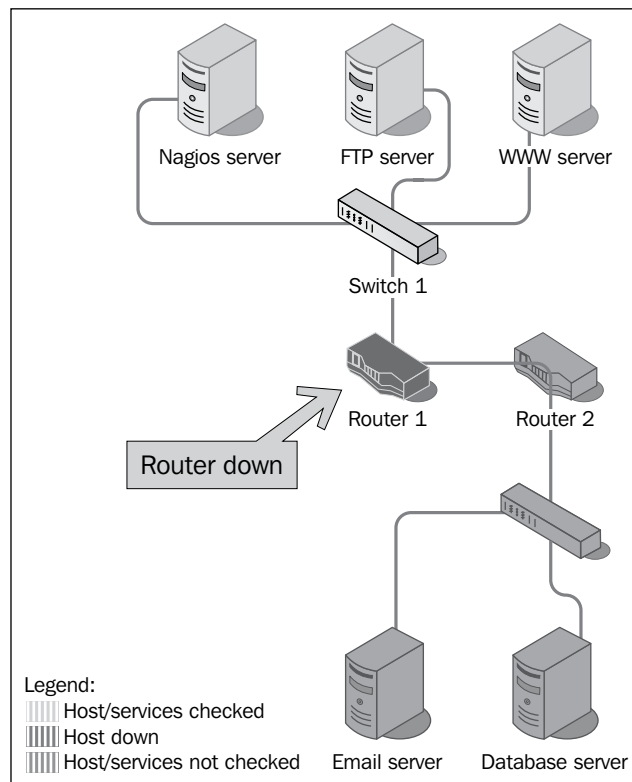 Nagios server
FTP server
WWW server
Switch 1
Router 1
Router 2
Router down
Email server
Database server
Legend:
Host/services checked
Host down
Host/services not checked